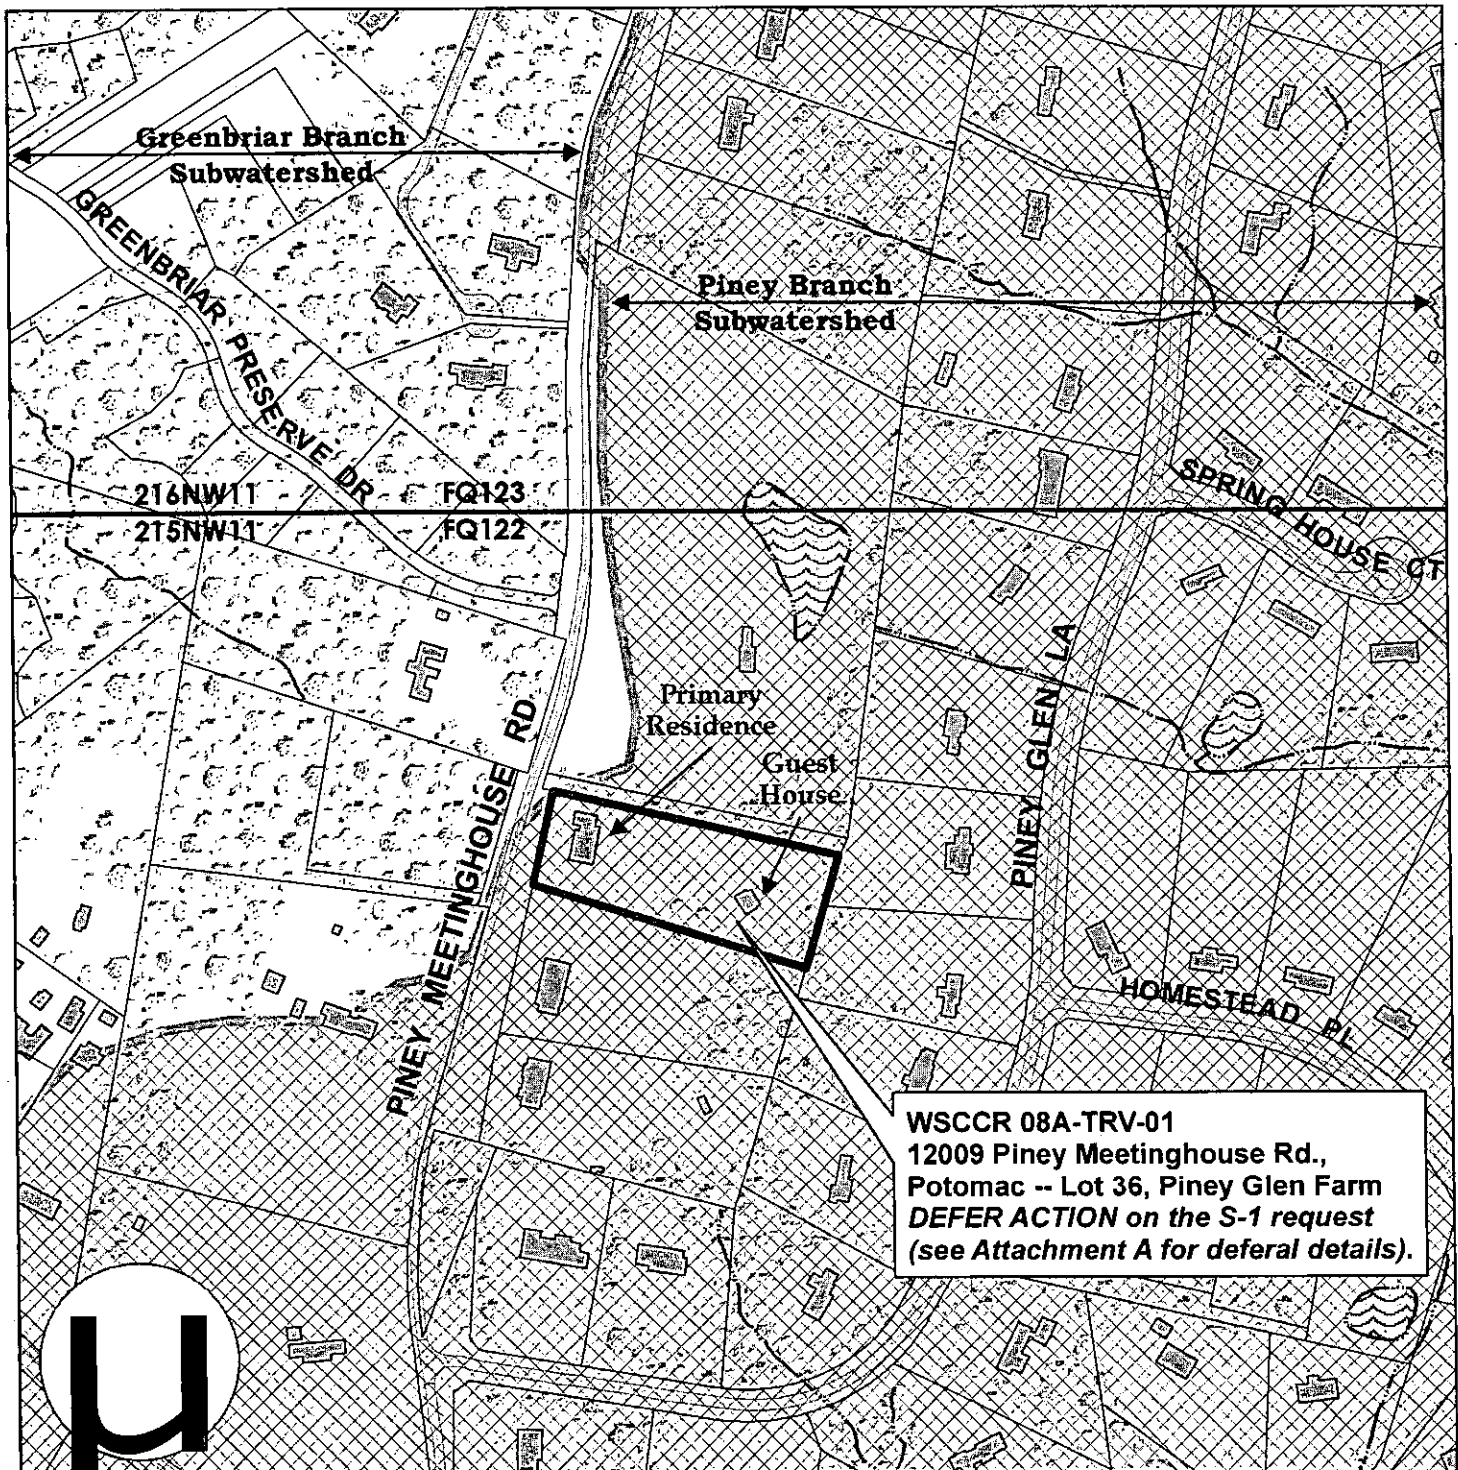 Greenbriar Branch
Subwatershed
GREENBRIAR PRESERVE DR
Piney Branch
Subwatershed
216NW11 FQ123
215NW11 FQ122
SPRING HOUSE CT
PINEY MEETINGHOUSE RD
PINEY GLEN LA
Primary
Residence
Guest
House
HOMESTEAD PL
WSCCR 08A-TRV-01
12009 Piney Meetinghouse Rd.,
Potomac -- Lot 36, Piney Glen Farm
DEFER ACTION on the S-1 request
(see Attachment A for deferal details).
µ